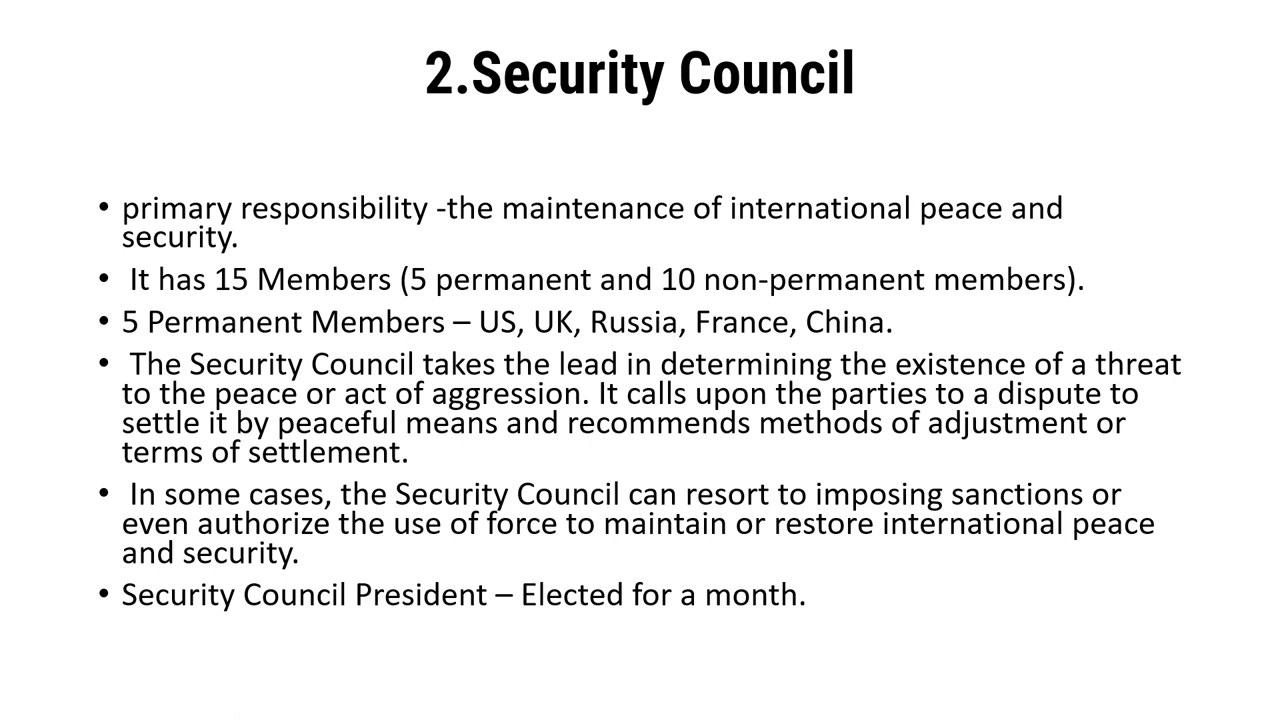 2.Security Council
• primary responsibility -the maintenance of international peace and
security.
• It has 15 Members (5 permanent and 10 non-permanent members).
• 5 Permanent Members – US, UK, Russia, France, China.
• The Security Council takes the lead in determining the existence of a threat
to the peace or act of aggression. It calls upon the parties to a dispute to
settle it by peaceful means and recommends methods of adjustment or
terms of settlement.
• In some cases, the Security Council can resort to imposing sanctions or
even authorize the use of force to maintain or restore international peace
and security.
• Security Council President – Elected for a month.